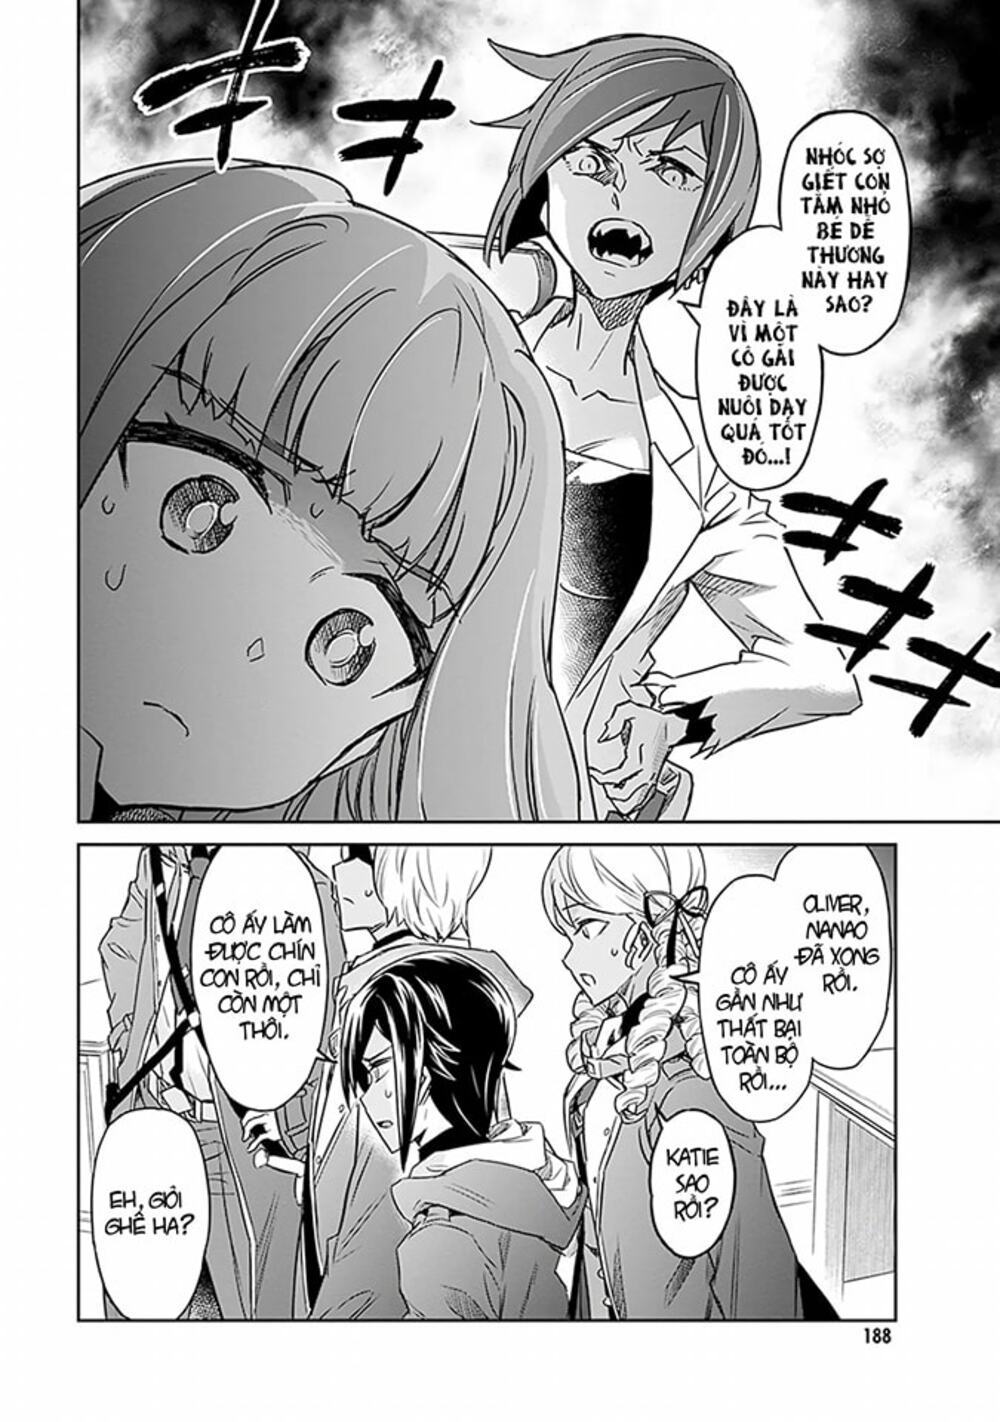 NHÓC SỢ
GIẾT CON
TẰM NHỎ
BÉ DỄ
THƯƠNG
NÀY HAY
SAO?
ĐÂY LÀ
VÌ MỘT
CÔ GÁI
ĐƯỢC
NUÔI DẠY
QUÁ TỐT
ĐÓ...!
OLIVER,
NANAO
ĐÃ XONG
RỒI.
CÔ ẤY
GẦN NHƯ
THẤT BẠI
TOÀN BỘ
RỒI...
KATIE
SAO
RỒI?
CÔ ẤY LÀM
ĐƯỢC CHÍN
CON RỒI, CHỈ
CÒN MỘT
THÔI.
EH, GIỎI
GHÊ HA?
188